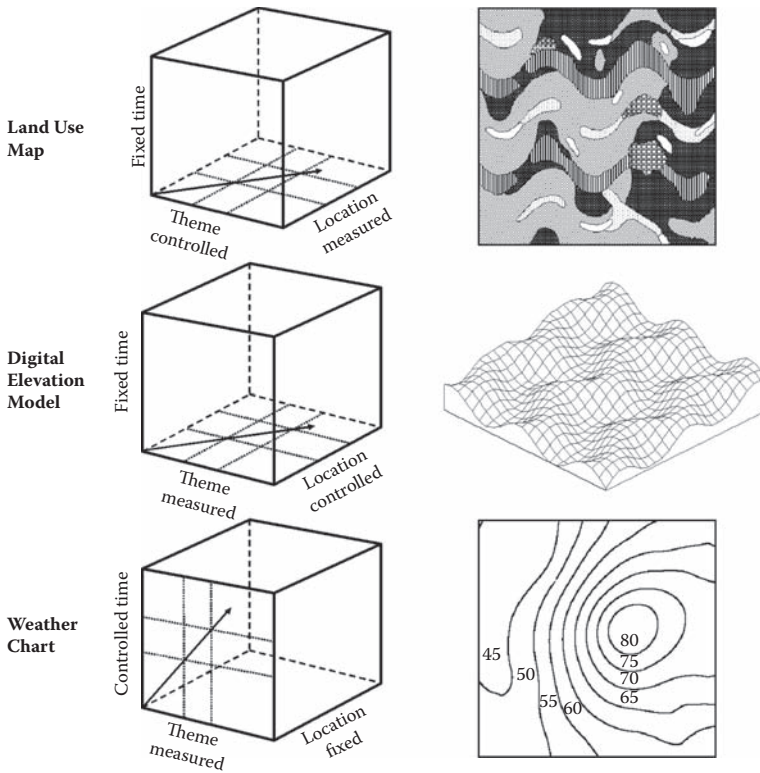 Land Use
Map
Fixed time
Theme
controlled
Location
measured
Digital
Elevation
Model
Fixed time
Theme
measured
Location
controlled
Weather
Chart
Controlled time
Theme
measured
Location
fixed
45
50
55
60
80
75
70
65